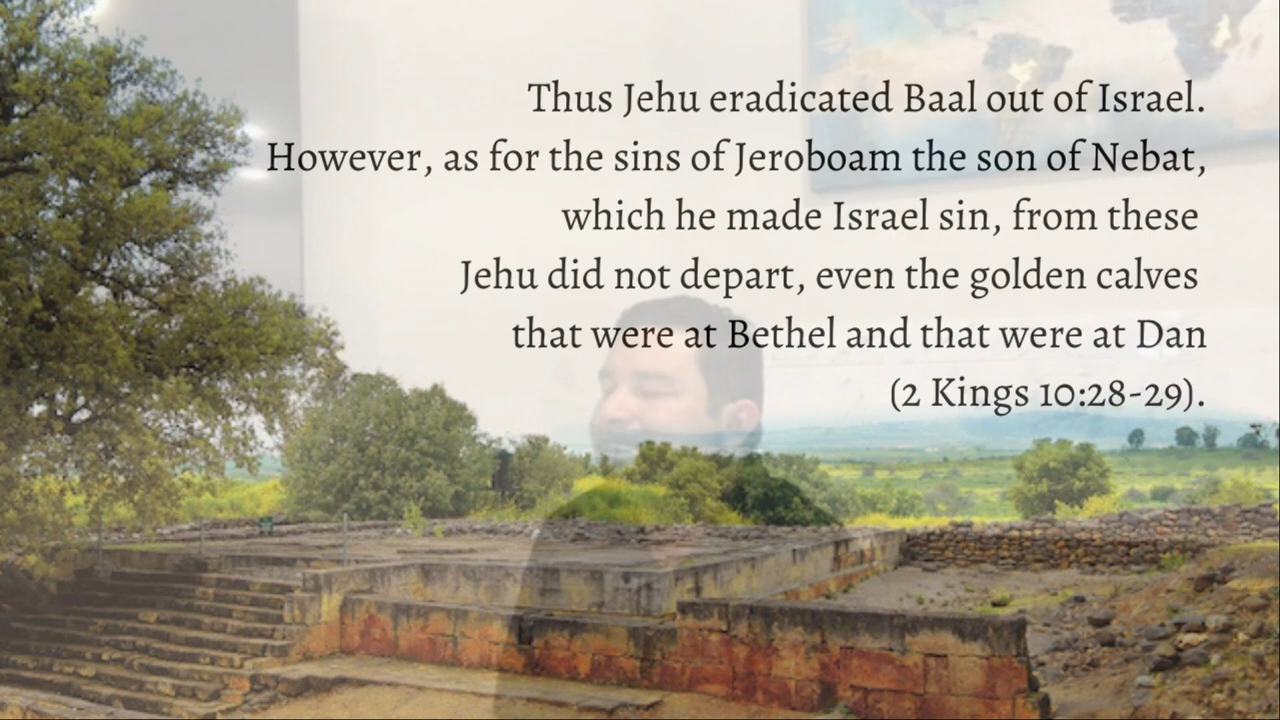 Thus Jehu eradicated Baal out of Israel.
However, as for the sins of Jeroboam the son of Nebat,
which he made Israel sin, from these
Jehu did not depart, even the golden calves
that were at Bethel and that were at Dan
(2 Kings 10:28-29).